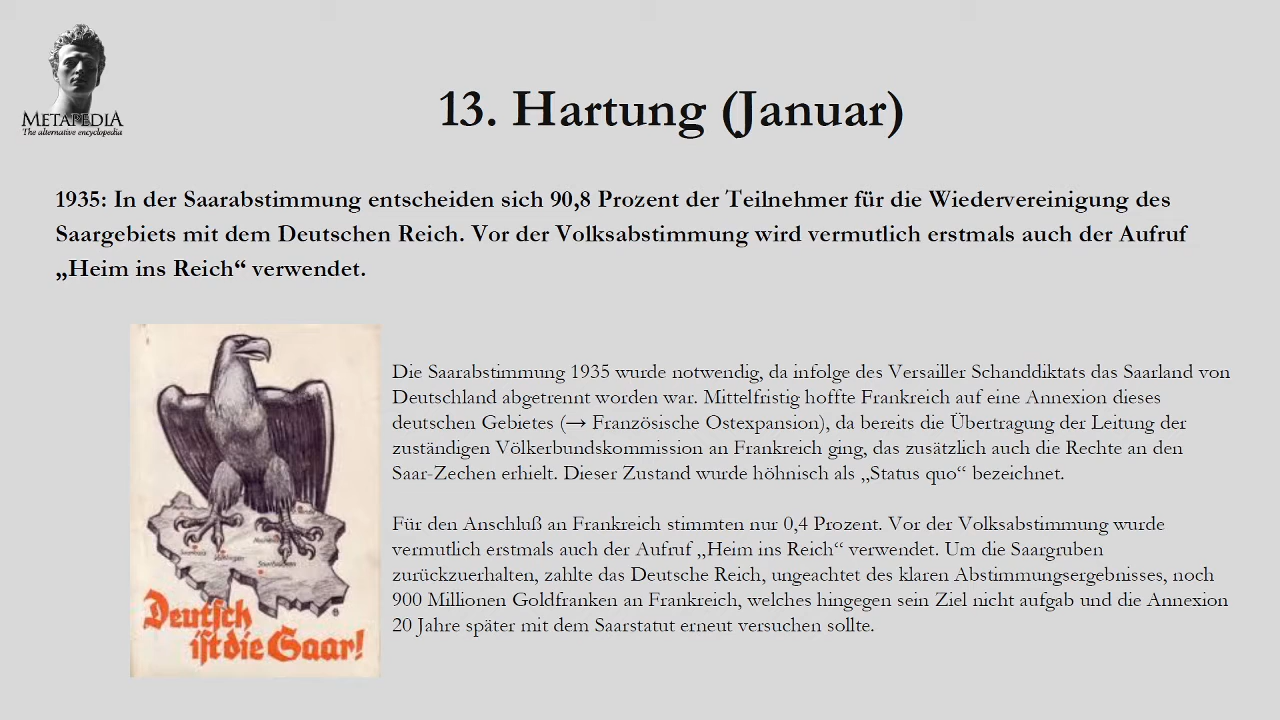 METAPEDIA
The alternative encyclopedia
13. Hartung (Januar)
1935: In der Saarabstimmung entscheiden sich 90,8 Prozent der Teilnehmer für die Wiedervereinigung des
Saargebiets mit dem Deutschen Reich. Vor der Volksabstimmung wird vermutlich erstmals auch der Aufruf
„Heim ins Reich“ verwendet.
Die Saarabstimmung 1935 wurde notwendig, da infolge des Versailler Schanddiktats das Saarland von
Deutschland abgetrennt worden war. Mittelfristig hoffte Frankreich auf eine Annexion dieses
deutschen Gebietes (→ Französische Ostexpansion), da bereits die Übertragung der Leitung der
zuständigen Völkerbundskommission an Frankreich ging, das zusätzlich auch die Rechte an den
Saar-Zechen erhielt. Dieser Zustand wurde höhnisch als „Status quo“ bezeichnet.
Für den Anschluß an Frankreich stimmten nur 0,4 Prozent. Vor der Volksabstimmung wurde
vermutlich erstmals auch der Aufruf „Heim ins Reich“ verwendet. Um die Saargruben
zurückzuerhalten, zahlte das Deutsche Reich, ungeachtet des klaren Abstimmungsergebnisses, noch
900 Millionen Goldfranken an Frankreich, welches hingegen sein Ziel nicht aufgab und die Annexion
20 Jahre später mit dem Saarstatut erneut versuchen sollte.
Deutsch
ist die Saar!